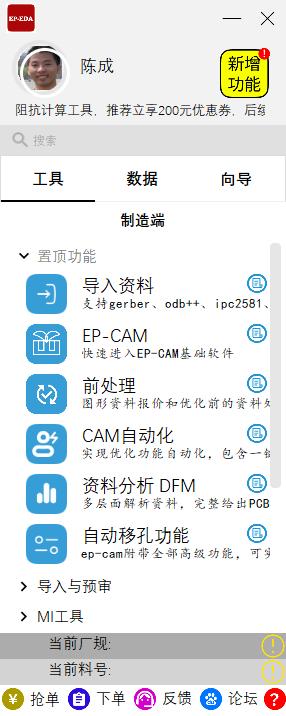 EP-EDA
陈成
新增
功能
阻抗计算工具，推荐立享200元优惠券，后续
搜索
工具 数据 向导
制造端
置顶功能
导入资料
支持gerber、odb++、ipc2581、
EP-CAM
快速进入EP-CAM基础软件
前处理
图形资料报价和优化前的资料处
CAM自动化
实现优化功能自动化，包含一键
资料分析 DFM
多层面解析资料，完整给出PCB
自动移孔功能
ep-cam附带全部高级功能，可实
导入与预审
MI工具
当前厂规:
当前料号:
抢单 下单 反馈 论坛